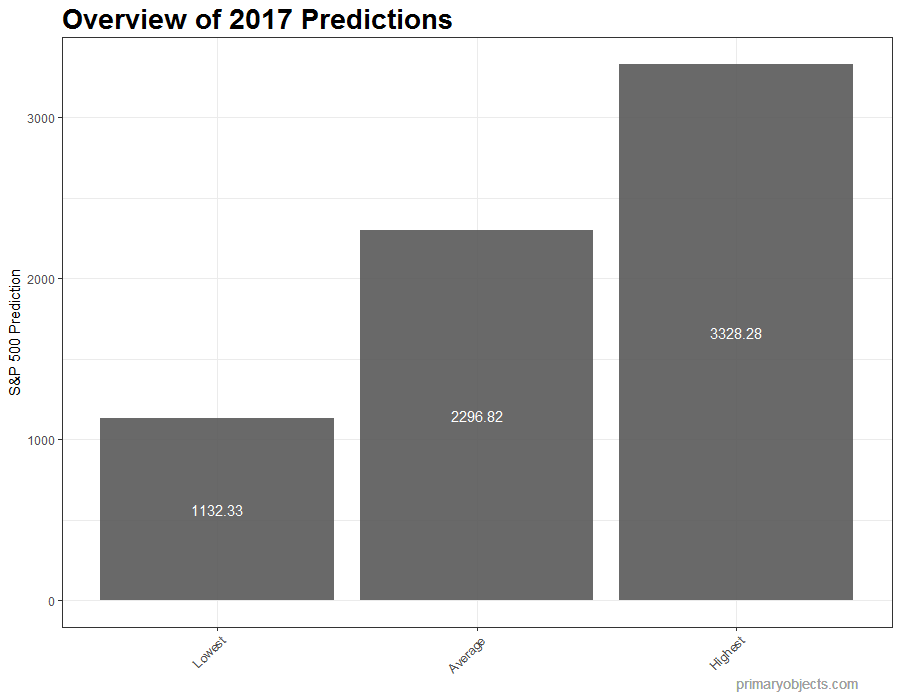 Overview of 2017 Predictions
S&P 500 Prediction
3000
2000
1000
0
1132.33
2296.82
3328.28
Lowest
Average
Highest
primaryobjects.com